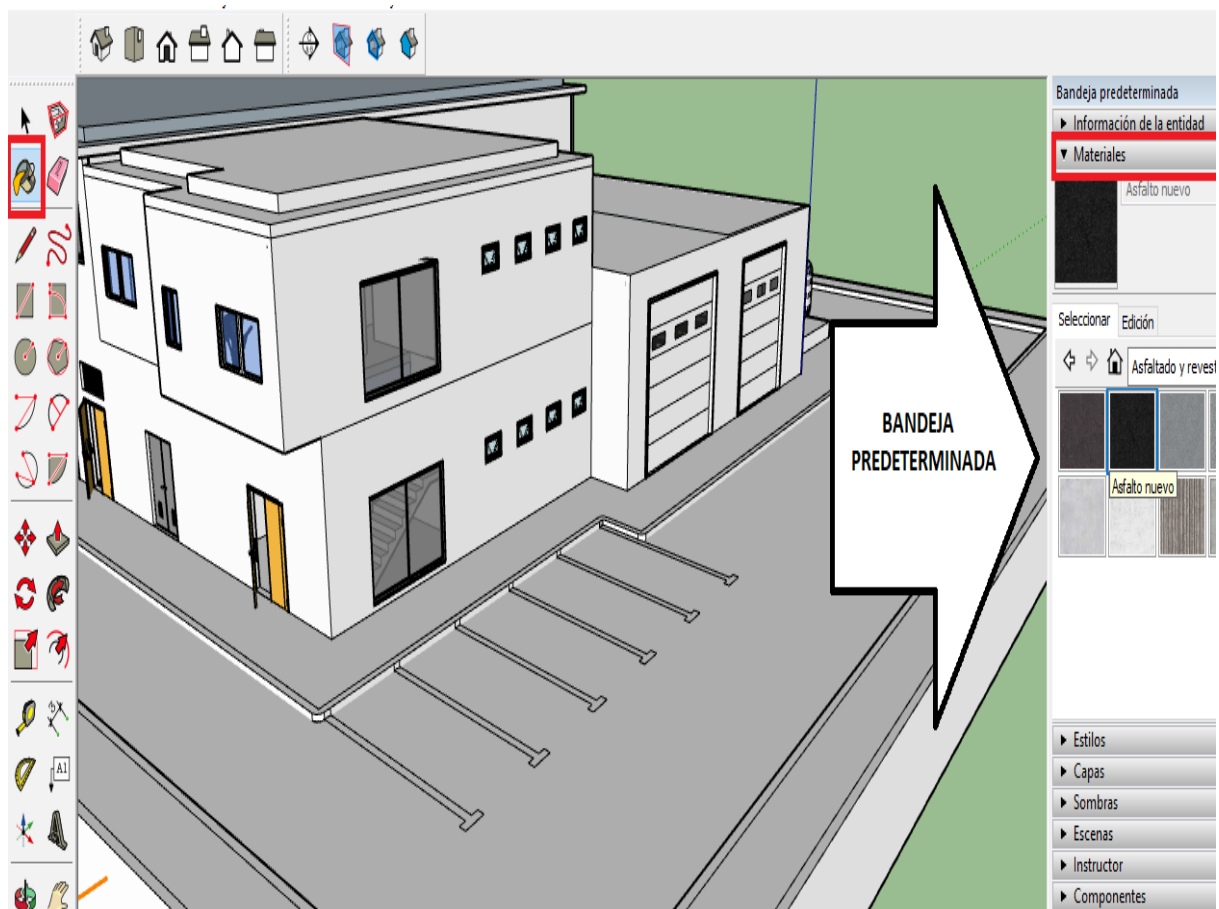 Bandeja predeterminada
Información de la entidad
Materiales
Asfalto nuevo
Seleccionar
Edición
Asfaltado y revest
Asfalto nuevo
BANDEJA
PREDETERMINADA
A1
Estilos
Capas
Sombras
Escenas
Instructor
Componentes